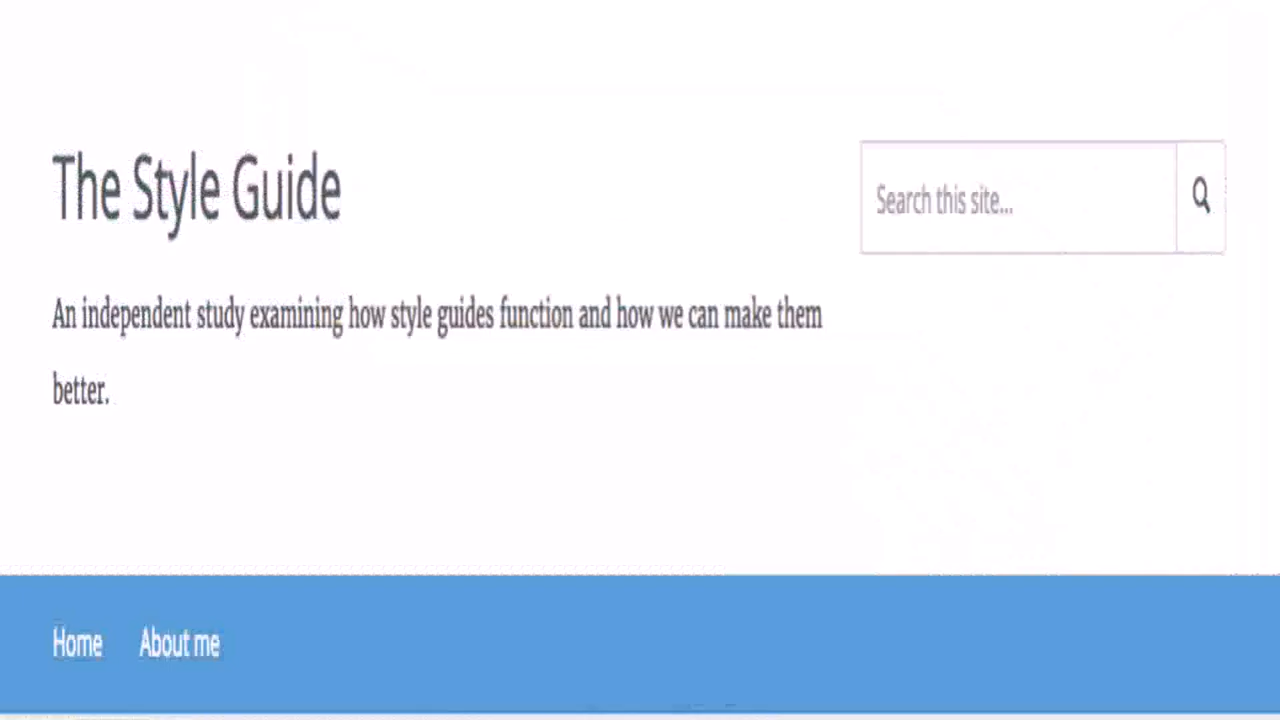 The Style Guide
Search this site...
An independent study examining how style guides function and how we can make them
better.
Home About me